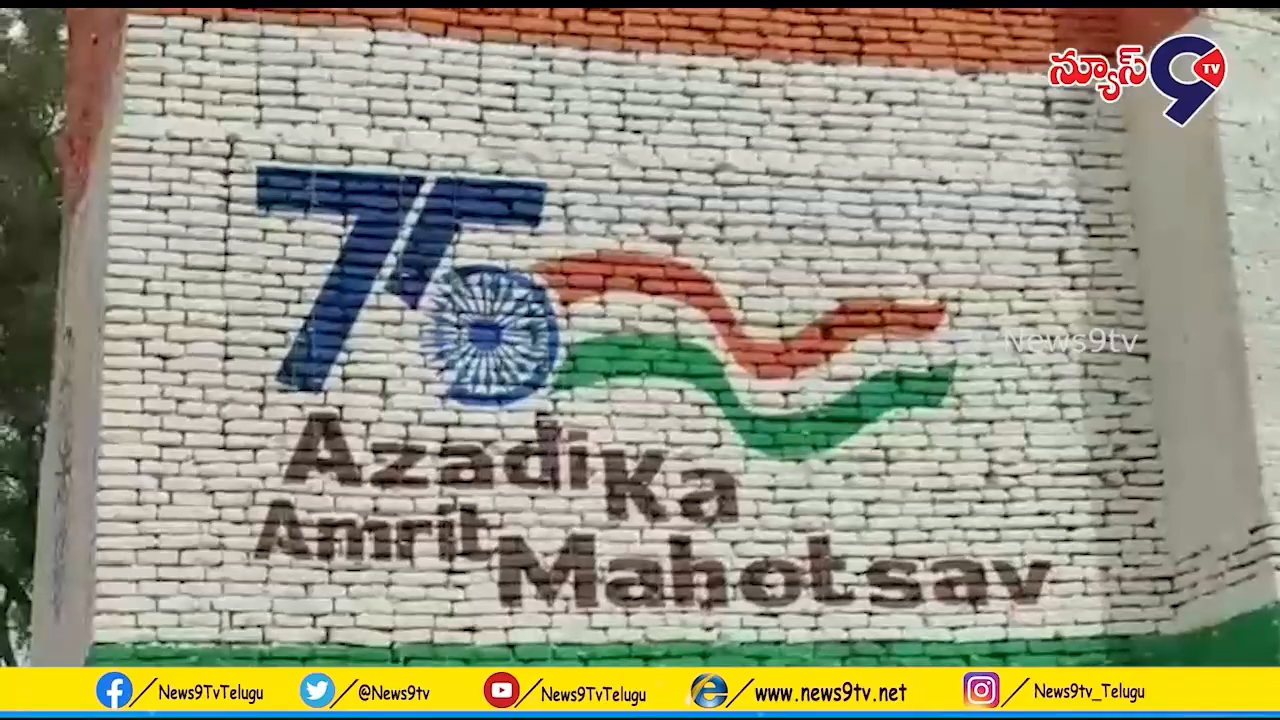 న్యూస్ 9 TV
75
News9tv
Azadi Ka
Amrit Mahotsav
/News9TvTelugu /@News9tv /News9TvTelugu /www.news9tv.net /News9tv_Telugu